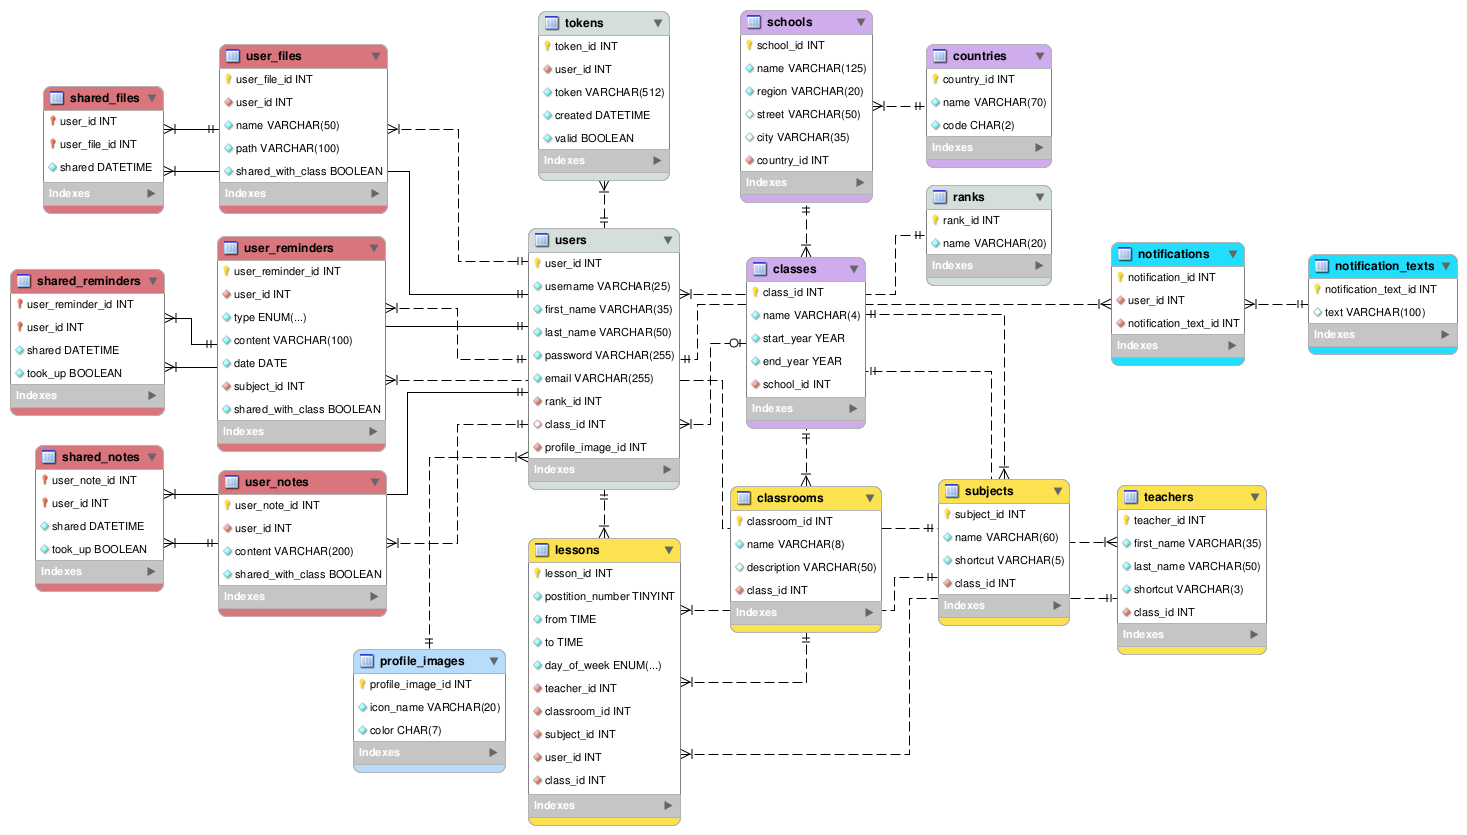 tokens
token_id INT
user_id INT
token VARCHAR(512)
created DATETIME
valid BOOLEAN
Indexes
schools
school_id INT
name VARCHAR(125)
region VARCHAR(20)
street VARCHAR(50)
city VARCHAR(35)
country_id INT
Indexes
countries
country_id INT
name VARCHAR(70)
code CHAR(2)
Indexes
user_files
user_file_id INT
user_id INT
name VARCHAR(50)
path VARCHAR(100)
shared_with_class BOOLEAN
Indexes
shared_files
user_id INT
user_file_id INT
shared DATETIME
Indexes
ranks
rank_id INT
name VARCHAR(20)
Indexes
users
user_id INT
username VARCHAR(25)
first_name VARCHAR(35)
last_name VARCHAR(50)
password VARCHAR(255)
email VARCHAR(255)
rank_id INT
class_id INT
profile_image_id INT
Indexes
user_reminders
user_reminder_id INT
user_id INT
type ENUM(...)
content VARCHAR(100)
date DATE
subject_id INT
shared_with_class BOOLEAN
Indexes
shared_reminders
user_reminder_id INT
user_id INT
shared DATETIME
took_up BOOLEAN
Indexes
classes
class_id INT
name VARCHAR(4)
start_year YEAR
end_year YEAR
school_id INT
Indexes
notifications
notification_id INT
user_id INT
notification_text_id INT
Indexes
notification_texts
notification_text_id INT
text VARCHAR(100)
Indexes
shared_notes
user_note_id INT
user_id INT
shared DATETIME
took_up BOOLEAN
Indexes
user_notes
user_note_id INT
user_id INT
content VARCHAR(200)
shared_with_class BOOLEAN
Indexes
classrooms
classroom_id INT
name VARCHAR(8)
description VARCHAR(50)
class_id INT
Indexes
subjects
subject_id INT
name VARCHAR(60)
shortcut VARCHAR(5)
class_id INT
Indexes
teachers
teacher_id INT
first_name VARCHAR(35)
last_name VARCHAR(50)
shortcut VARCHAR(3)
class_id INT
Indexes
lessons
lesson_id INT
postition_number TINYINT
from TIME
to TIME
day_of_week ENUM(...)
teacher_id INT
classroom_id INT
subject_id INT
user_id INT
class_id INT
Indexes
profile_images
profile_image_id INT
icon_name VARCHAR(20)
color CHAR(7)
Indexes